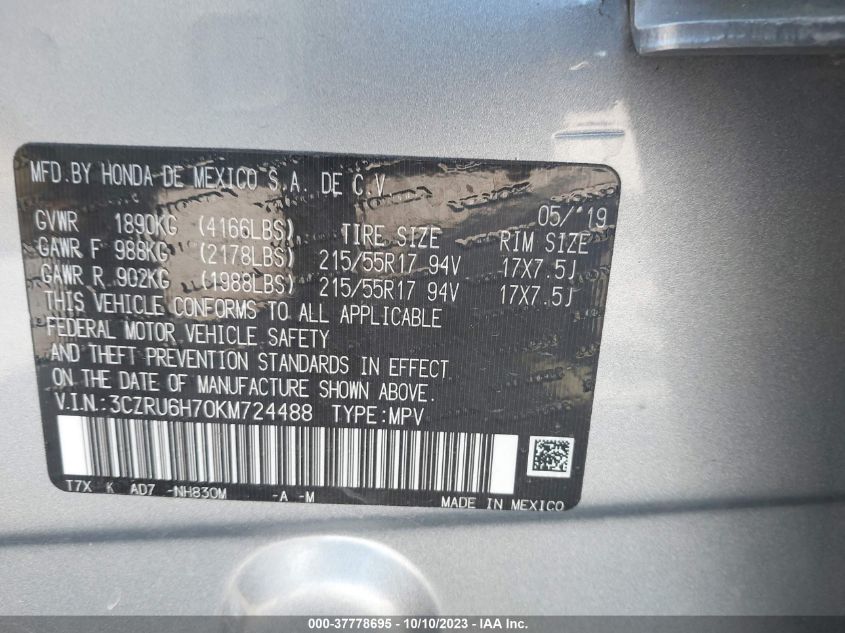 MFD.BY HONDA DE MEXICO S.A. DE C.V.
05/'19
GVWR 1890KG (4166LBS) TIRE SIZE RIM SIZE
GAWR F 988KG (2178LBS) 215/55R17 94V 17X7.5J
GAWR R 902KG (1988LBS) 215/55R17 94V 17X7.5J
THIS VEHICLE CONFORMS TO ALL APPLICABLE
FEDERAL MOTOR VEHICLE SAFETY
AND THEFT PREVENTION STANDARDS IN EFFECT
ON THE DATE OF MANUFACTURE SHOWN ABOVE.
V.I.N.:3CZRU6H70KM724488 TYPE:MPV
T7X K AD7 -NH830M -A -M MADE IN MEXICO
000-37778695 - 10/10/2023 - IAA Inc.